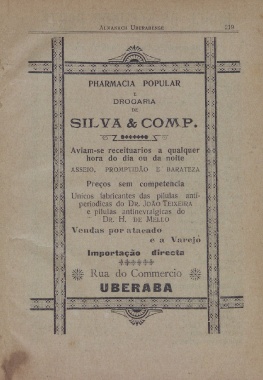 ALMANACH UBERABENSE 219
PHARMACIA POPULAR
E
DROGARIA
DE
SILVA & COMP.
Aviam-se receituarios a qualquer
hora do dia ou da noite
ASSEIO, PROMPTIDÃO E BARATEZA
Preços sem competencia
Unicos fabricantes das pilulas anti-
periodicas do DR. JOÃO TEIXEIRA
e pilulas antinevralgicas do
DR. H. DE MELLO
Vendas por atacado
e a Varejo
Importação directa
Rua do Commercio
UBERABA